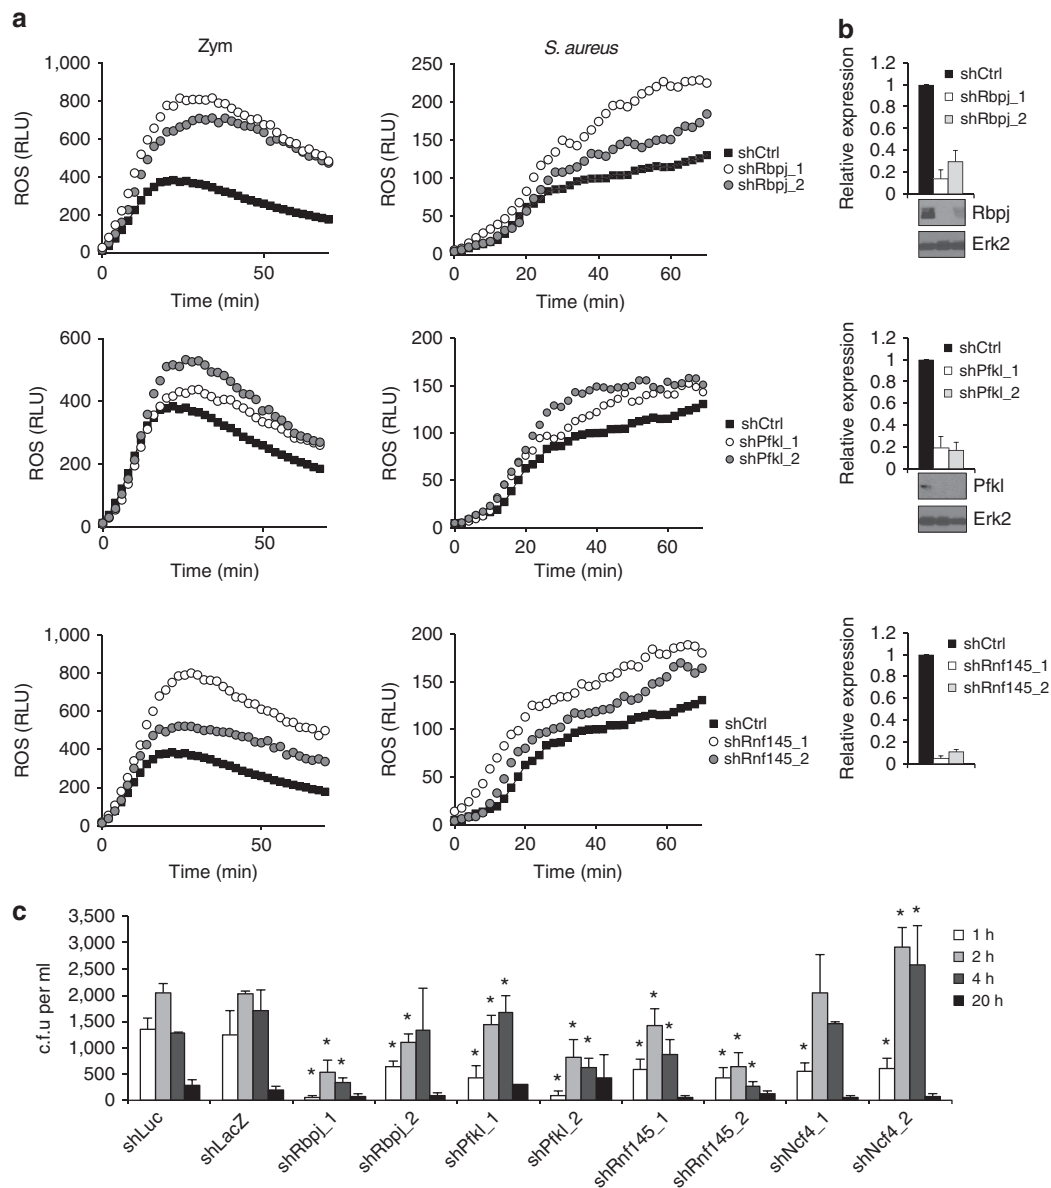 a
Zym
S. aureus
b
ROS (RLU)
1,000
800
600
400
200
0
0
50
Time (min)
ROS (RLU)
250
200
150
100
50
0
0
20
40
60
Time (min)
shCtrl
shRbpj_1
shRbpj_2
Relative expression
1.2
1
0.8
0.6
0.4
0.2
0
shCtrl
shRbpj_1
shRbpj_2
Rbpj
Erk2
ROS (RLU)
600
400
200
0
0
50
Time (min)
ROS (RLU)
200
150
100
50
0
0
20
40
60
Time (min)
shCtrl
shPfkl_1
shPfkl_2
Relative expression
1.2
1
0.8
0.6
0.4
0.2
0
shCtrl
shPfkl_1
shPfkl_2
Pfkl
Erk2
ROS (RLU)
1,000
800
600
400
200
0
0
50
Time (min)
ROS (RLU)
200
150
100
50
0
0
20
40
60
Time (min)
shCtrl
shRnf145_1
shRnf145_2
Relative expression
1.2
1
0.8
0.6
0.4
0.2
0
shCtrl
shRnf145_1
shRnf145_2
c
c.f.u per ml
3,500
3,000
2,500
2,000
1,500
1,000
500
0
* * * * * * * * * * * * * * * * * * *
1 h
2 h
4 h
20 h
shLuc
shLacZ
shRbpj_1
shRbpj_2
shPfkl_1
shPfkl_2
shRnf145_1
shRnf145_2
shNcf4_1
shNcf4_2